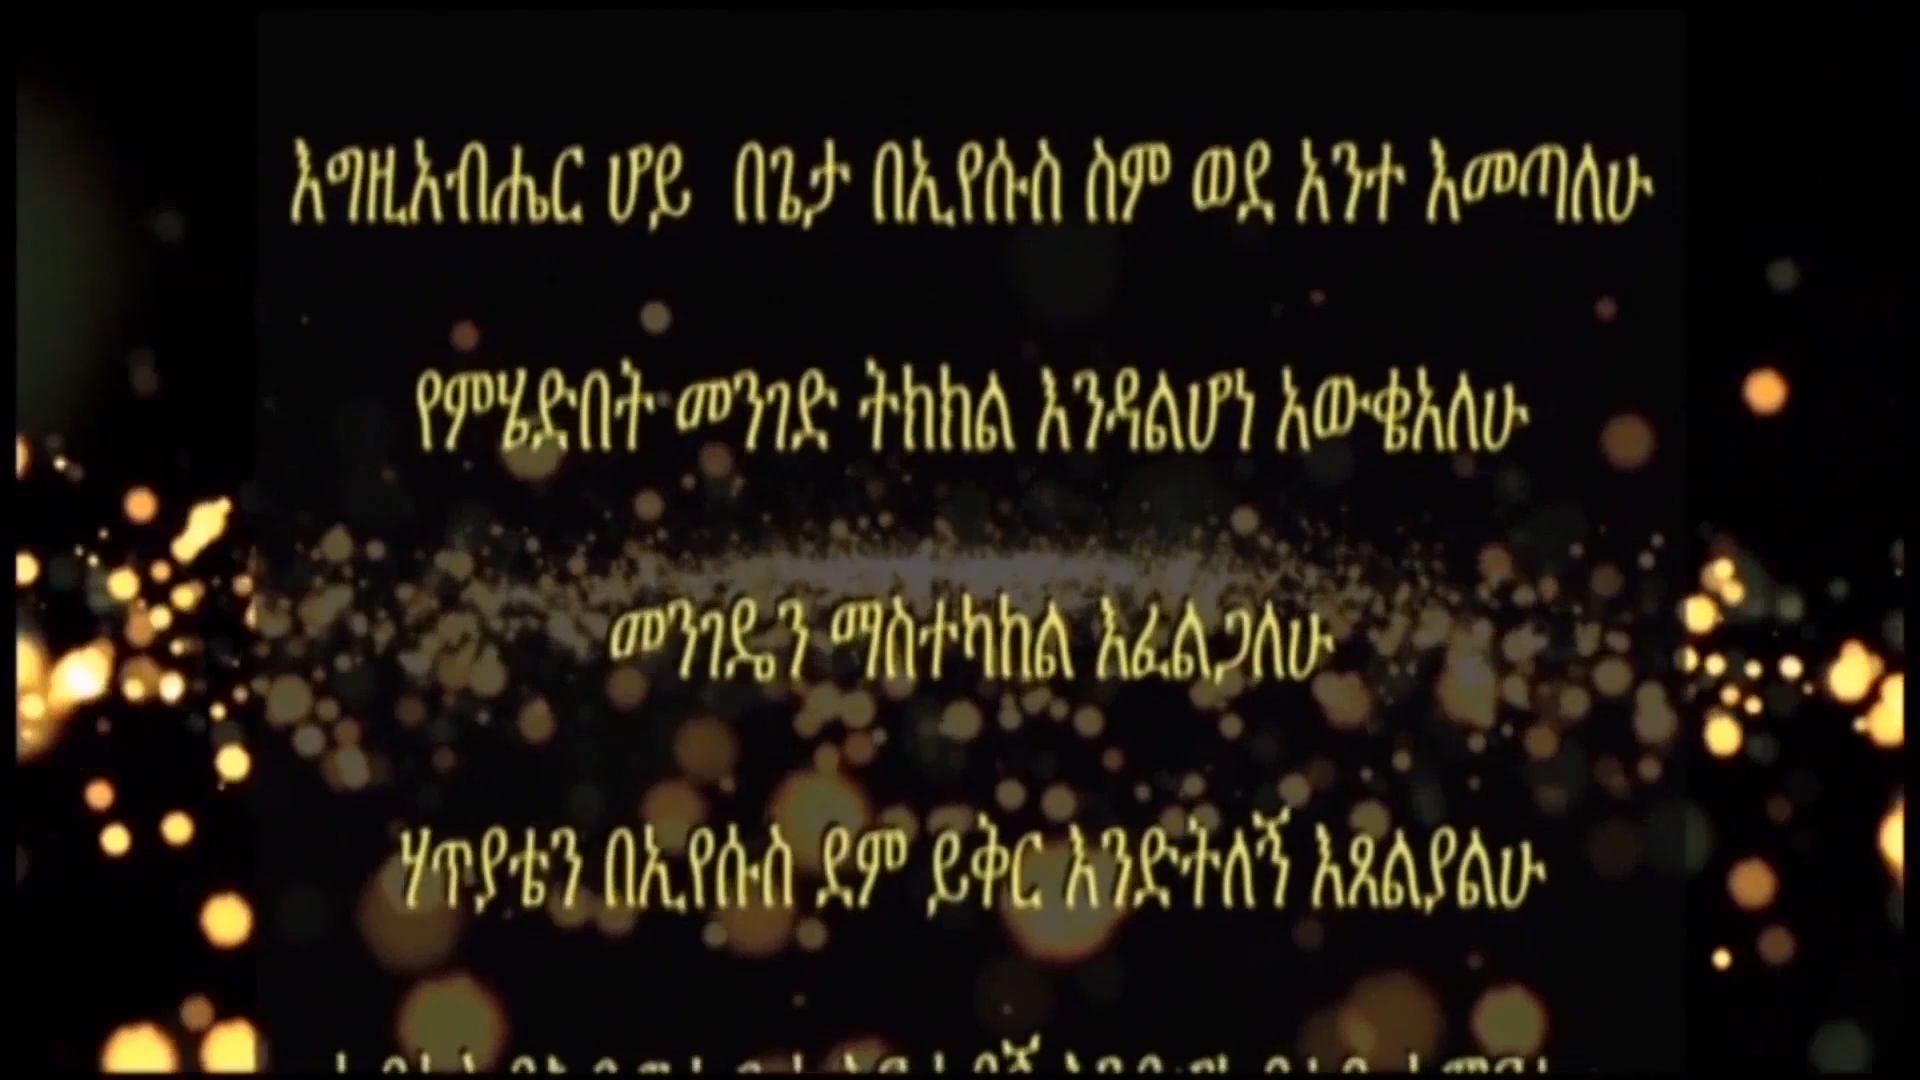 እግዚአብሔር ሆይ በጌታ በኢየሱስ ስም ወደ አንተ እመጣለሁ
የምሄድበት መንገድ ትክክል እንዳልሆነ አውቄአለሁ
መንገዴን ማስተካከል እፈልጋለሁ
ሃጥያቴን በኢየሱስ ደም ይቅር እንድትለኝ እጸልያልሁ